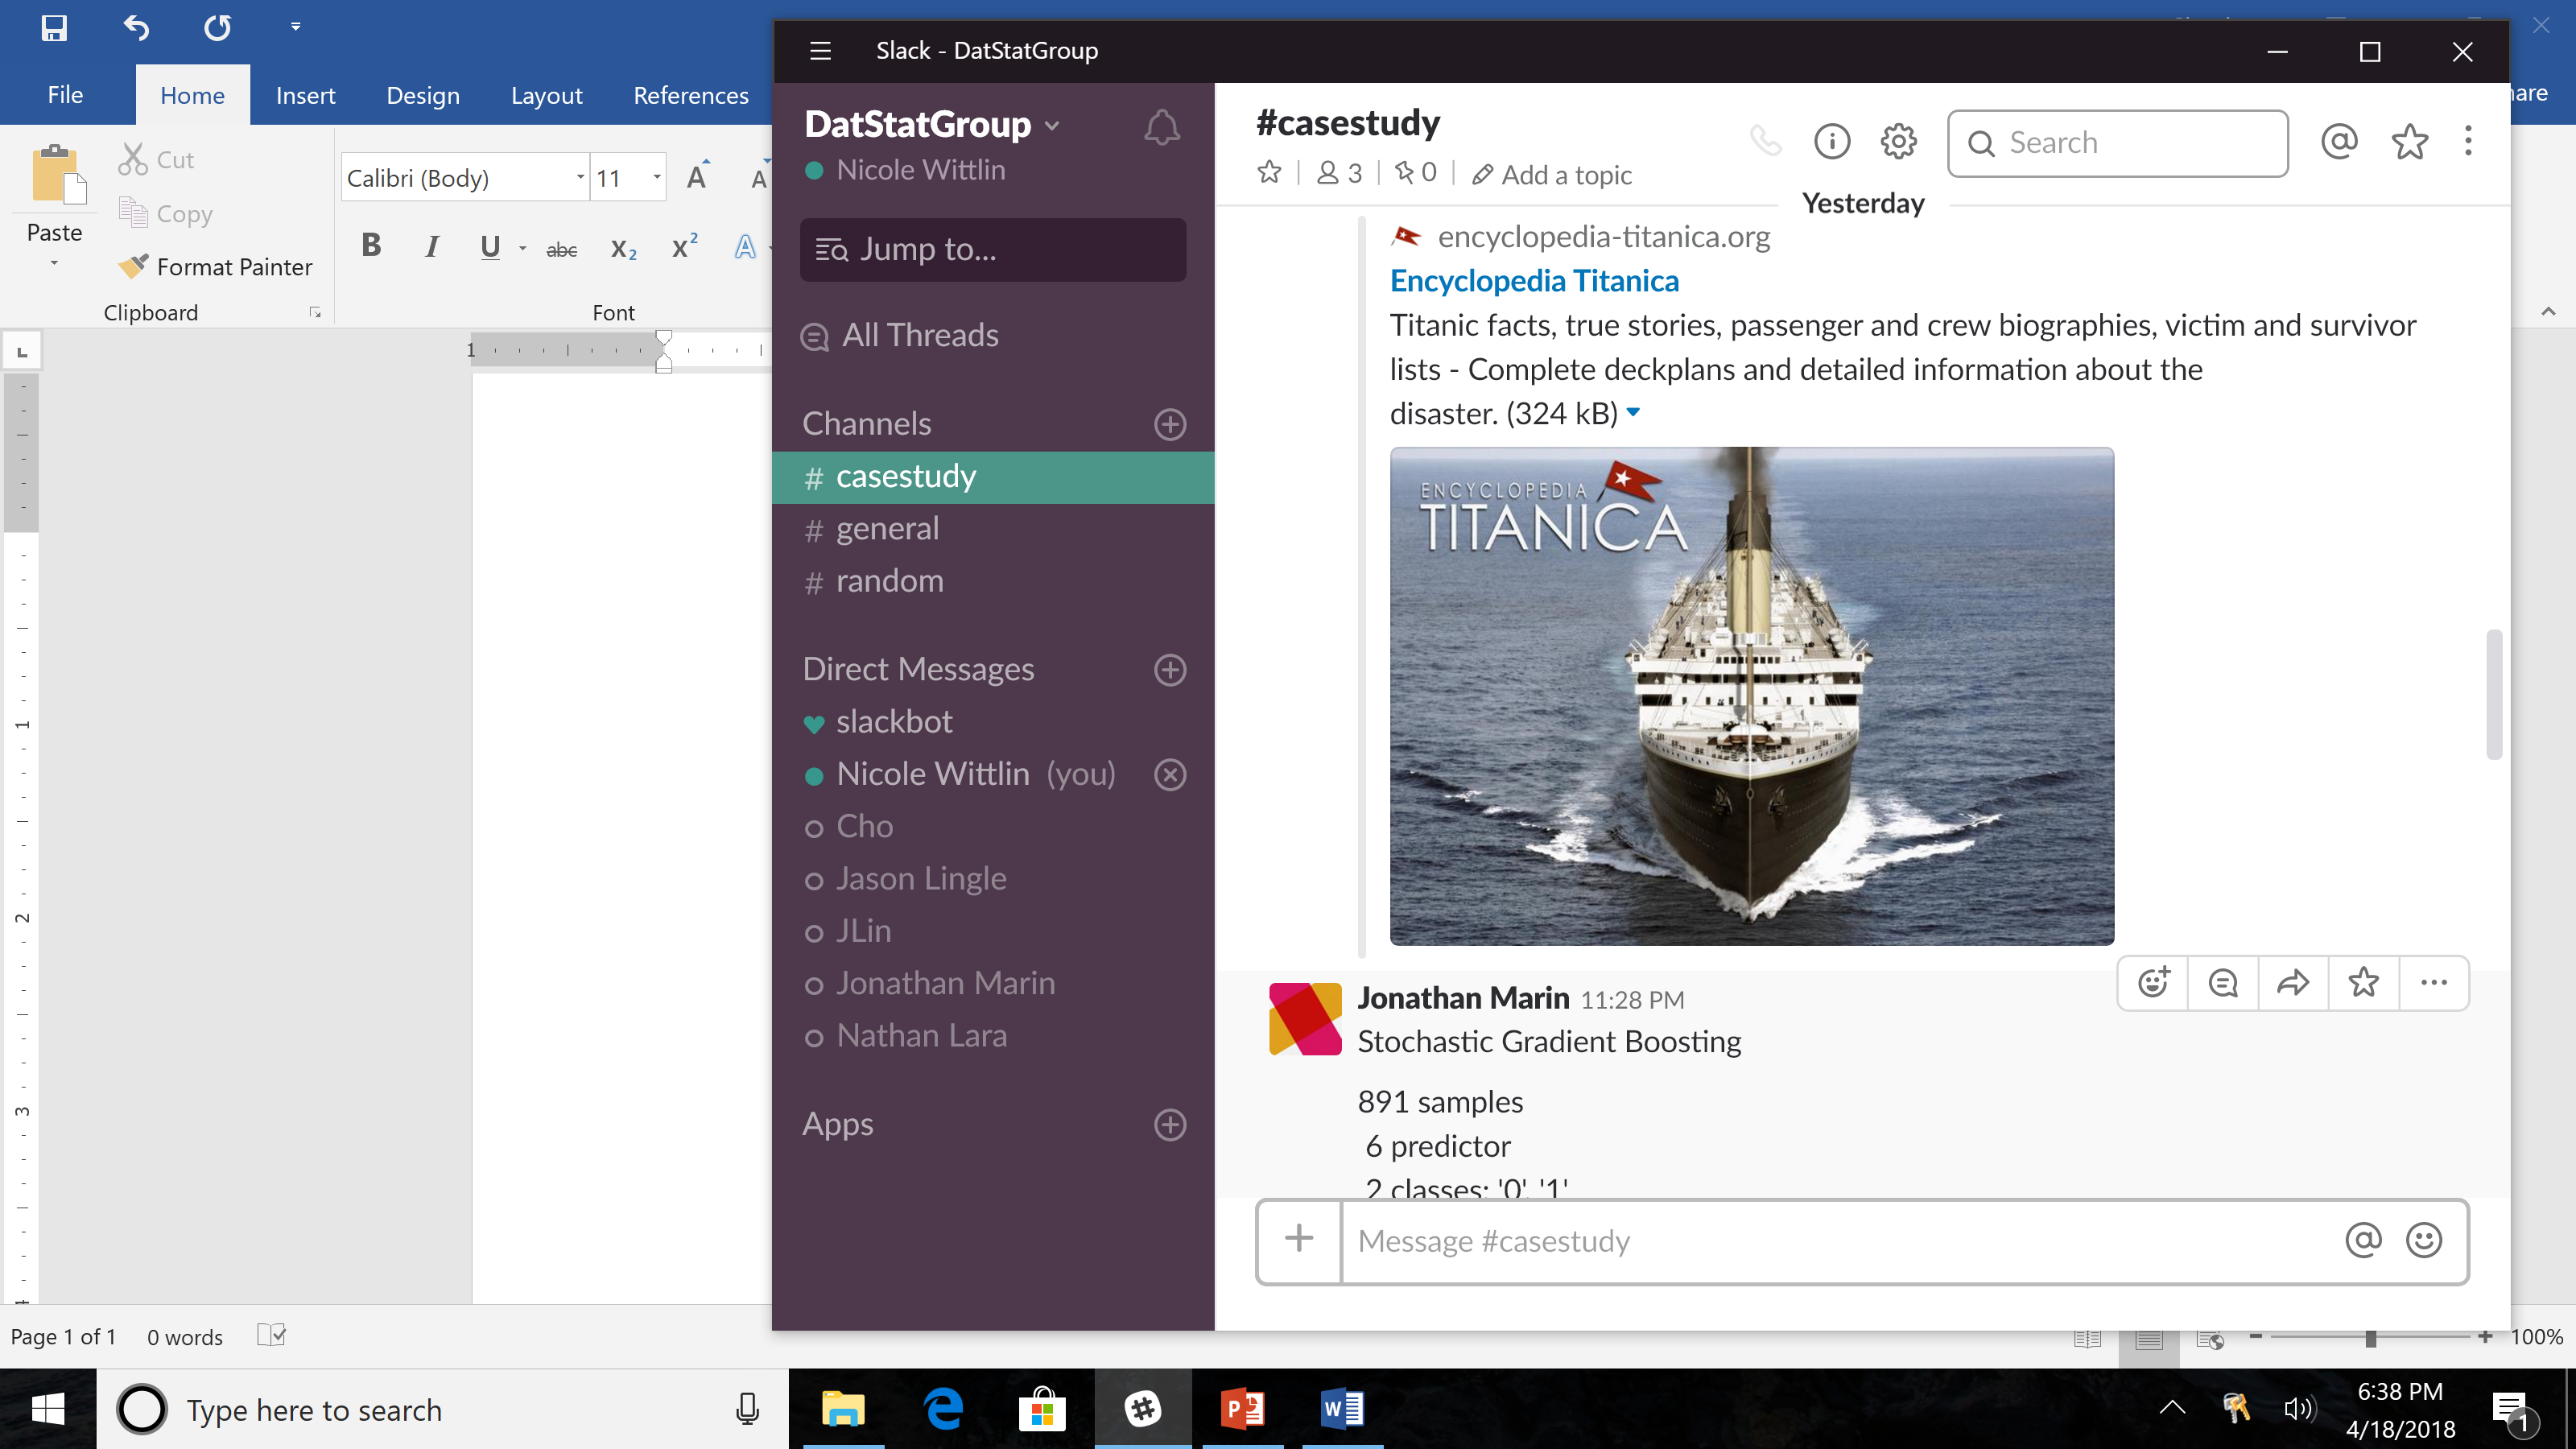 File Home Insert Design Layout References
Cut
Copy
Paste
Format Painter
Clipboard
Calibri (Body) 11
B I U abc X₂ X² A
Font
Page 1 of 1 0 words
100%
Slack - DatStatGroup
DatStatGroup
Nicole Wittlin
Jump to...
All Threads
Channels
# casestudy
# general
# random
Direct Messages
slackbot
Nicole Wittlin (you)
Cho
Jason Lingle
JLin
Jonathan Marin
Nathan Lara
Apps
#casestudy
3 0 Add a topic
Search
Yesterday
encyclopedia-titanica.org
Encyclopedia Titanica
Titanic facts, true stories, passenger and crew biographies, victim and survivor
lists - Complete deckplans and detailed information about the
disaster. (324 kB)
ENCYCLOPEDIA
TITANICA
Jonathan Marin 11:28 PM
Stochastic Gradient Boosting
891 samples
6 predictor
2 classes: '0', '1'
Message #casestudy
Type here to search
6:38 PM
4/18/2018
1